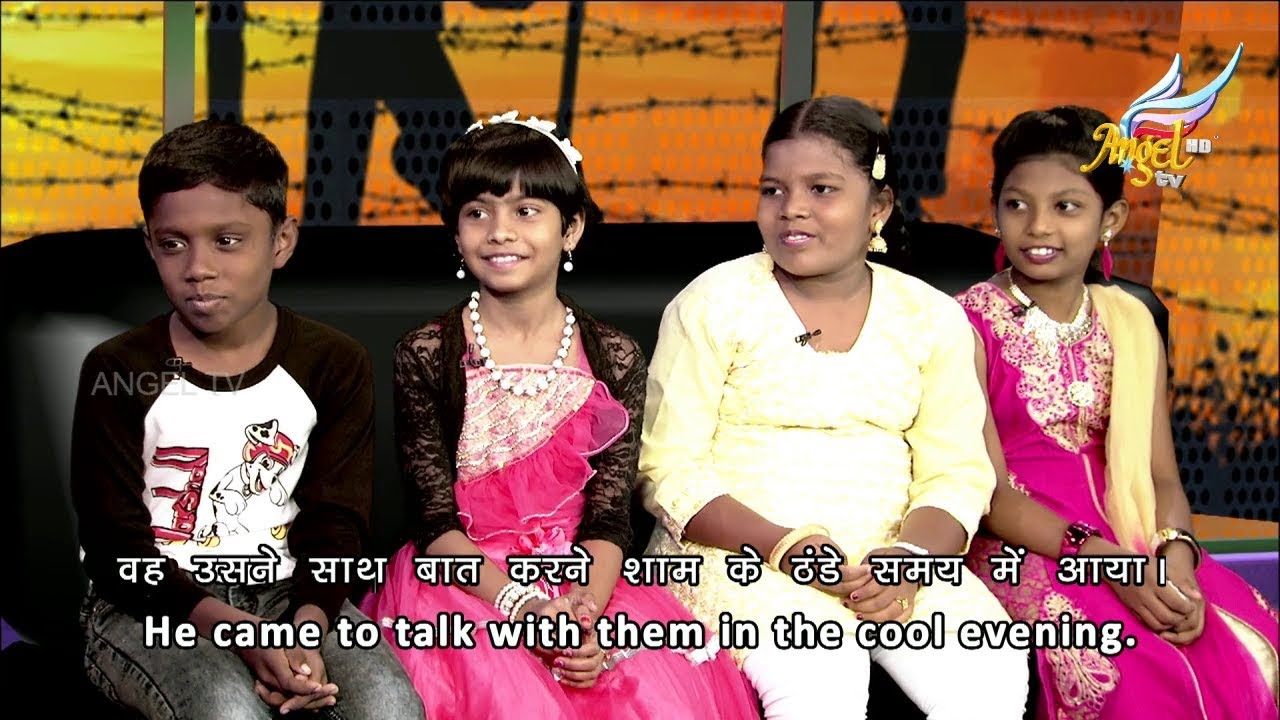 Angel HD
tv
ANGEL TV
वह उसने साथ बात करने शाम के ठंडे समय में आया।
He came to talk with them in the cool evening.